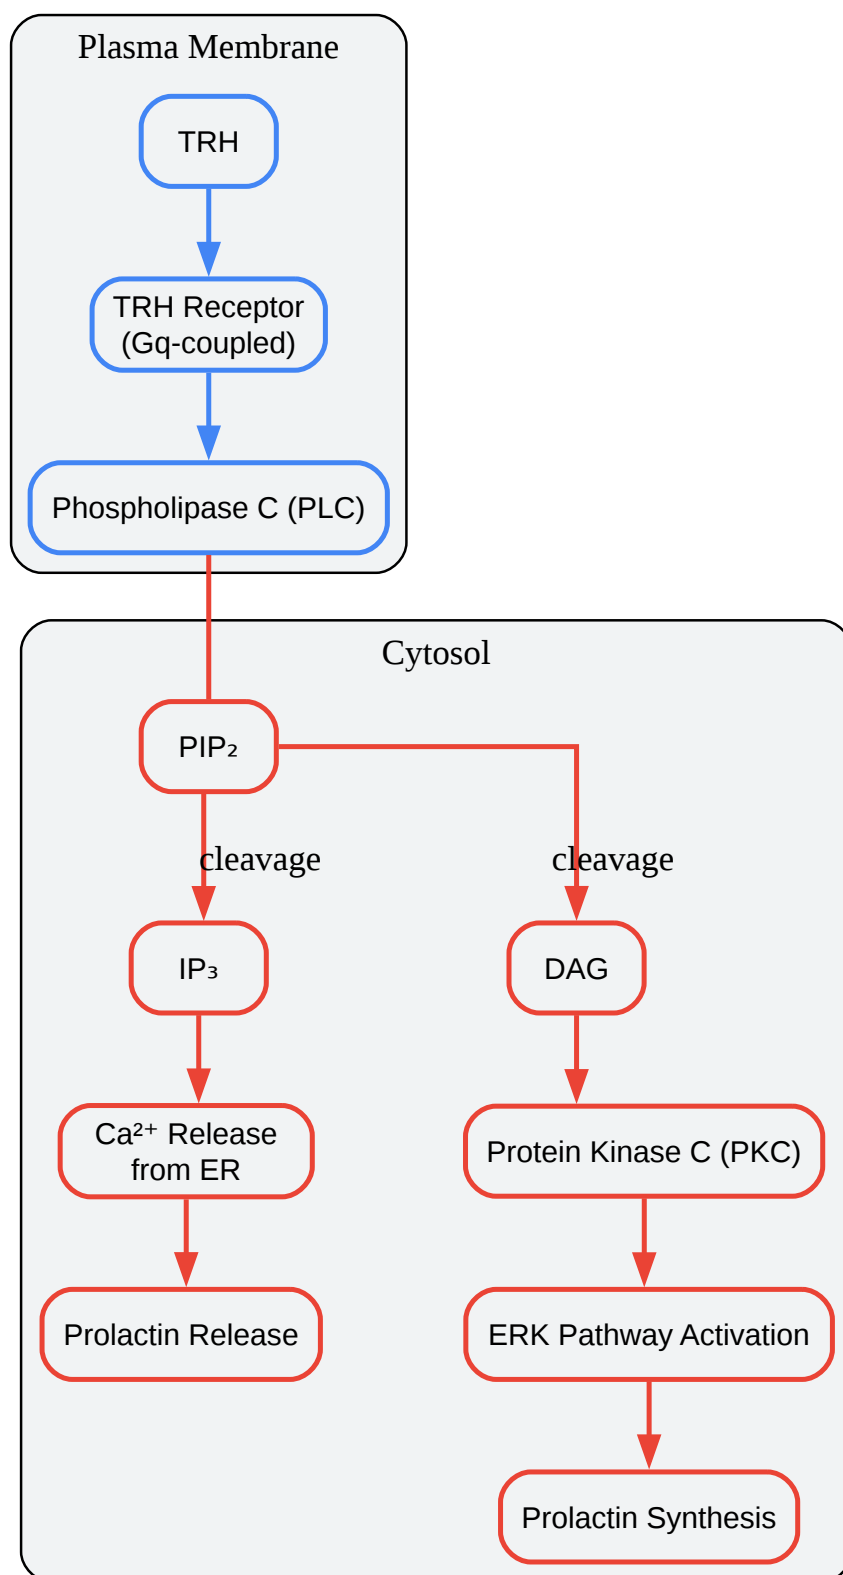 Plasma Membrane
TRH
TRH Receptor
(Gq-coupled)
Phospholipase C (PLC)
Cytosol
PIP₂
cleavage
cleavage
IP₃
DAG
Ca²⁺ Release
from ER
Protein Kinase C (PKC)
Prolactin Release
ERK Pathway Activation
Prolactin Synthesis